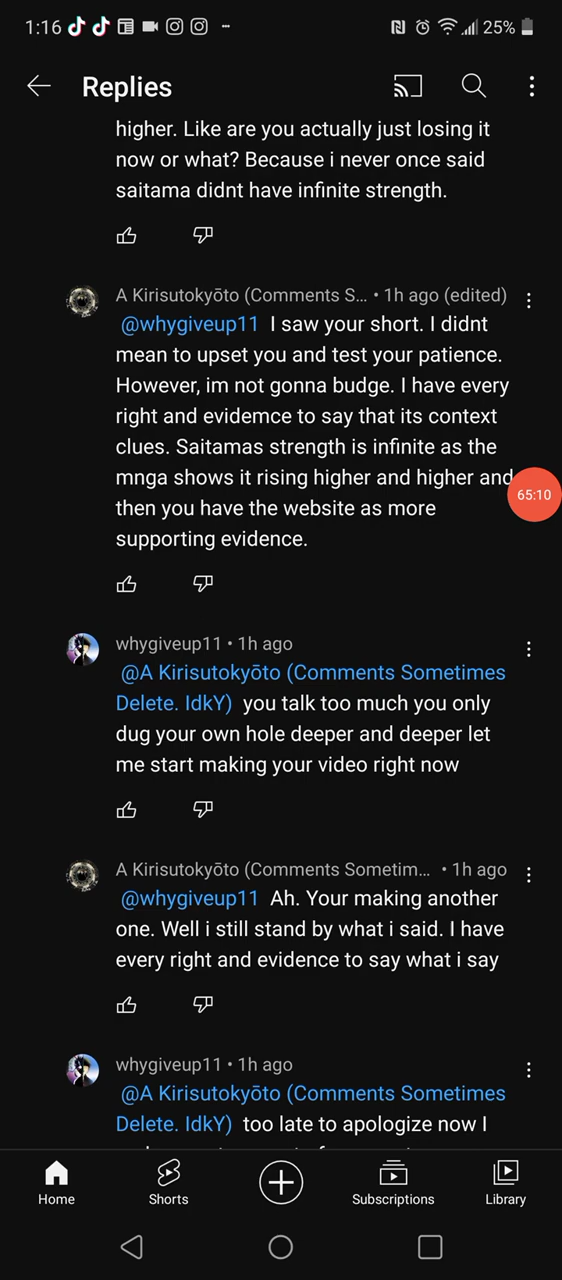 1:16
25%
Replies
higher. Like are you actually just losing it
now or what? Because i never once said
saitama didnt have infinite strength.
A Kirisutokyōto (Comments S... • 1h ago (edited)
@whygiveup11 I saw your short. I didnt
mean to upset you and test your patience.
However, im not gonna budge. I have every
right and evidemce to say that its context
clues. Saitamas strength is infinite as the
mnga shows it rising higher and higher and
65:10
then you have the website as more
supporting evidence.
whygiveup11 • 1h ago
@A Kirisutokyōto (Comments Sometimes
Delete. IdkY) you talk too much you only
dug your own hole deeper and deeper let
me start making your video right now
A Kirisutokyōto (Comments Sometim... • 1h ago
@whygiveup11 Ah. Your making another
one. Well i still stand by what i said. I have
every right and evidence to say what i say
whygiveup11 • 1h ago
@A Kirisutokyōto (Comments Sometimes
Delete. IdkY) too late to apologize now I
Home
Shorts
Subscriptions
Library